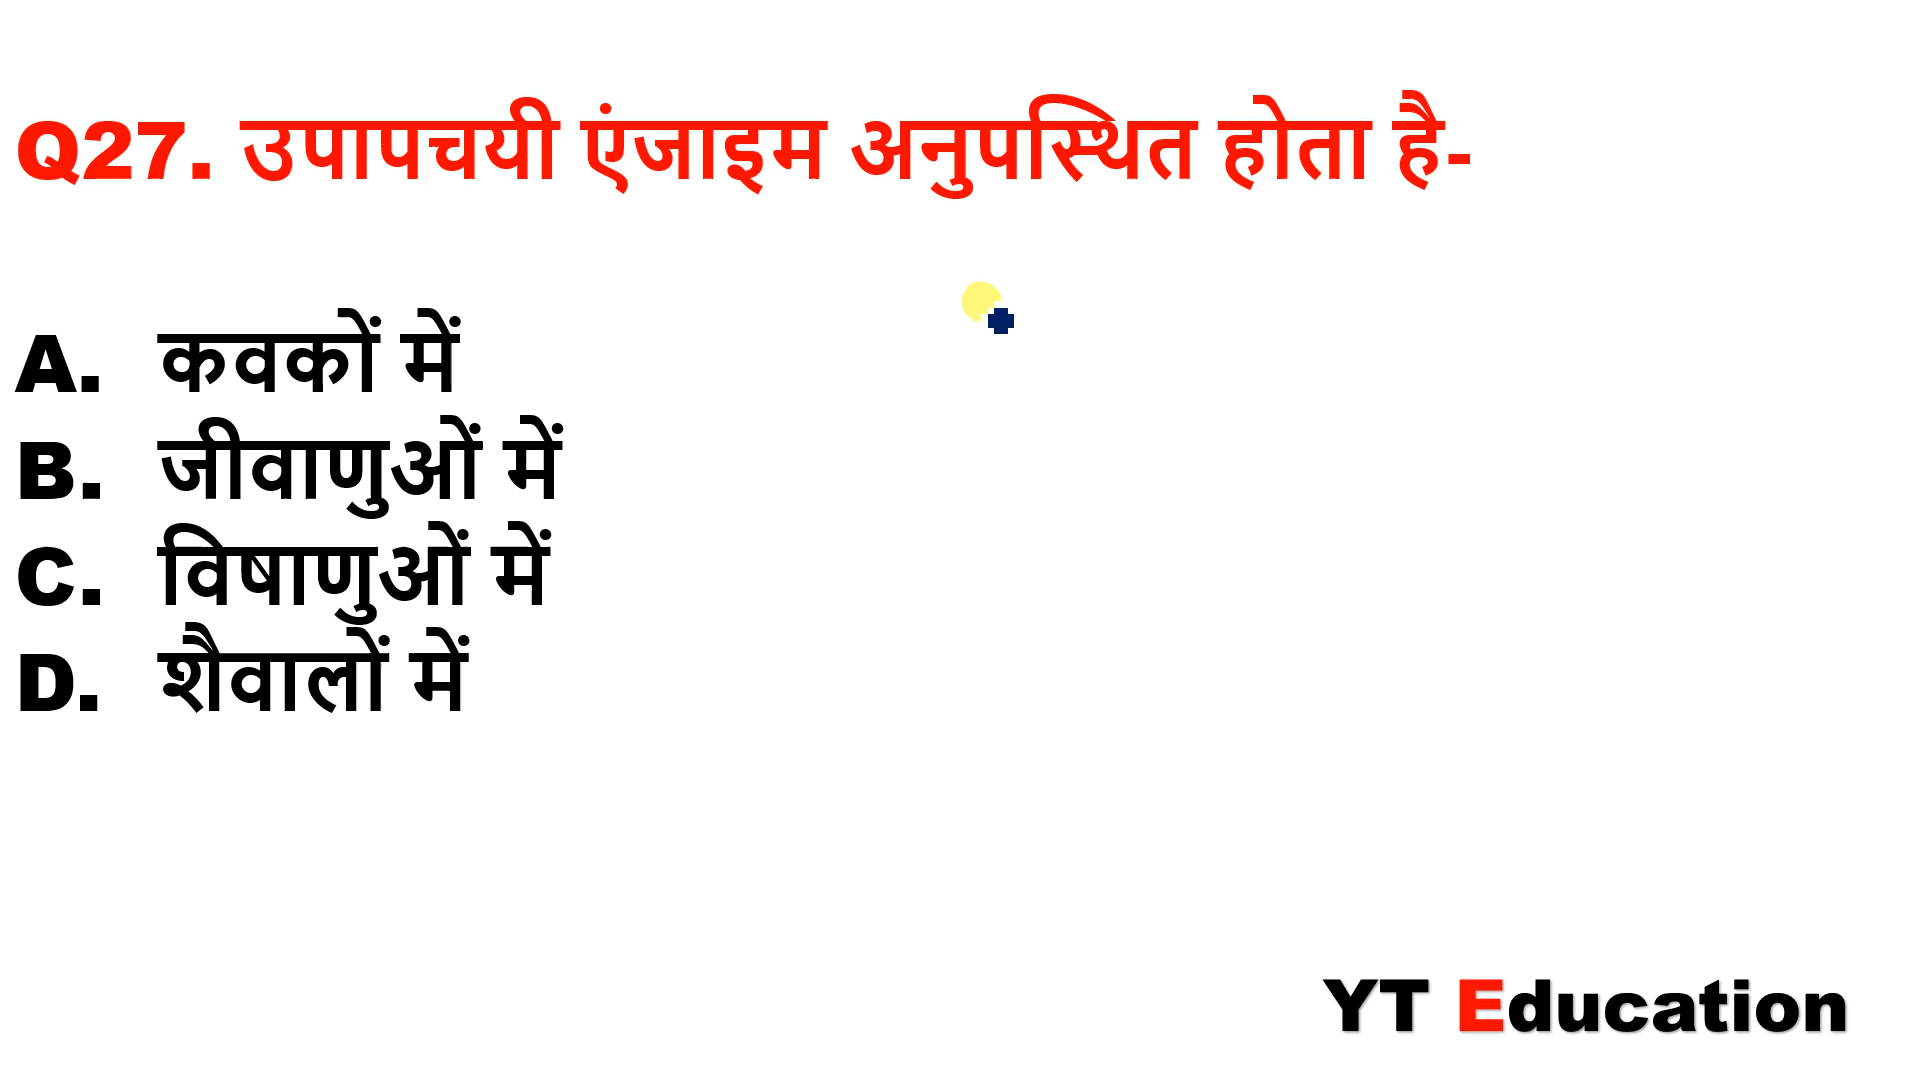 Q27. उपापचयी एंजाइम अनुपस्थित होता है-
A. कवकों में
B. जीवाणुओं में
C. विषाणुओं में
D. शैवालों में
YT Education